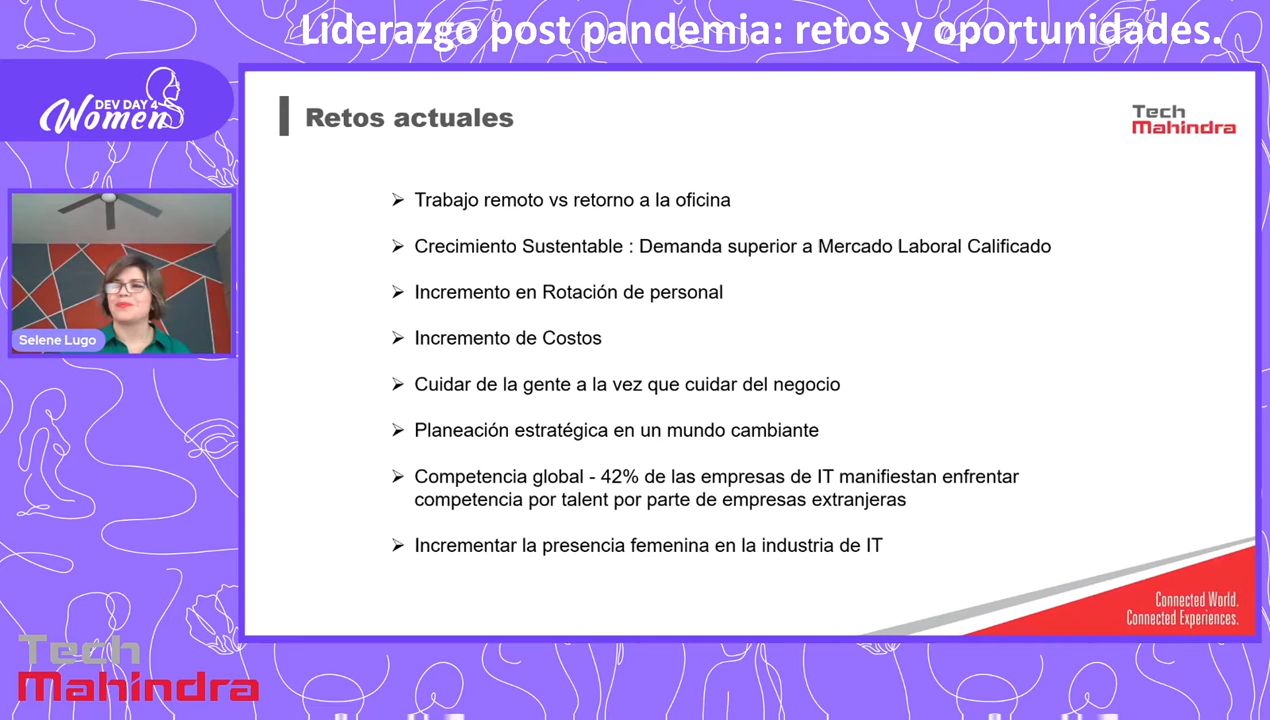 Liderazgo post pandemia: retos y oportunidades.
DEV DAY 4
Women
Selene Lugo
Retos actuales
Tech
Mahindra
Trabajo remoto vs retorno a la oficina
Crecimiento Sustentable : Demanda superior a Mercado Laboral Calificado
Incremento en Rotación de personal
Incremento de Costos
Cuidar de la gente a la vez que cuidar del negocio
Planeación estratégica en un mundo cambiante
Competencia global - 42% de las empresas de IT manifiestan enfrentar
competencia por talent por parte de empresas extranjeras
Incrementar la presencia femenina en la industria de IT
Connected World.
Connected Experiences.
Tech
Mahindra